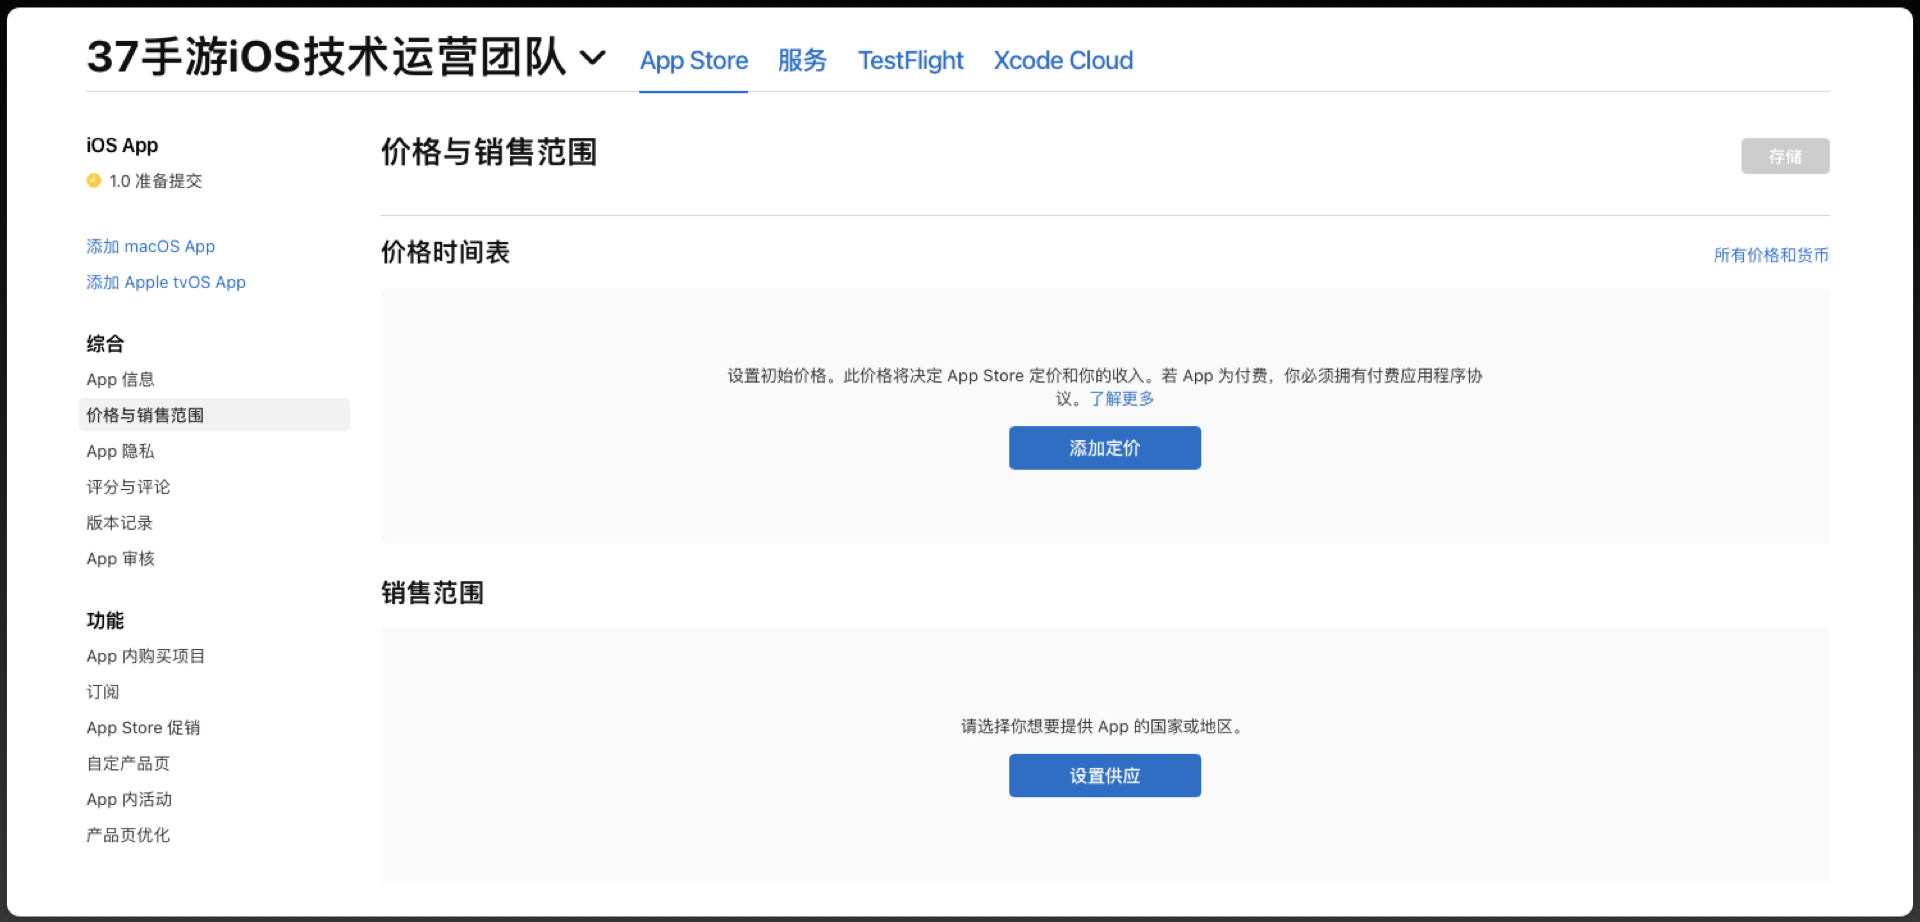 37手游iOS技术运营团队
App Store
服务
TestFlight
Xcode Cloud
iOS App
1.0 准备提交
添加 macOS App
添加 Apple tvOS App
综合
App 信息
价格与销售范围
App 隐私
评分与评论
版本记录
App 审核
功能
App 内购买项目
订阅
App Store 促销
自定产品页
App 内活动
产品页优化
价格与销售范围
存储
价格时间表
所有价格和货币
设置初始价格。此价格将决定 App Store 定价和你的收入。若 App 为付费，你必须拥有付费应用程序协
议。了解更多
添加定价
销售范围
请选择你想要提供 App 的国家或地区。
设置供应